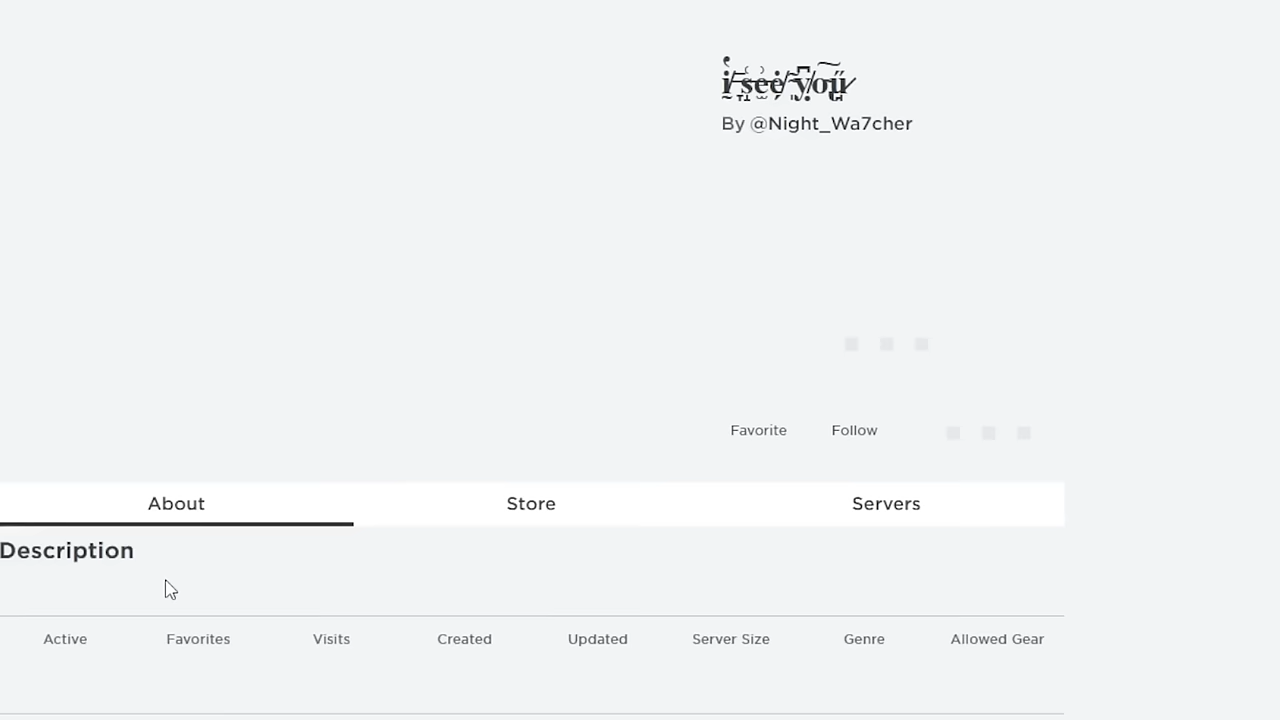 i see you
By @Night_Wa7cher
Favorite Follow
About Store Servers
Description
Active Favorites Visits Created Updated Server Size Genre Allowed Gear